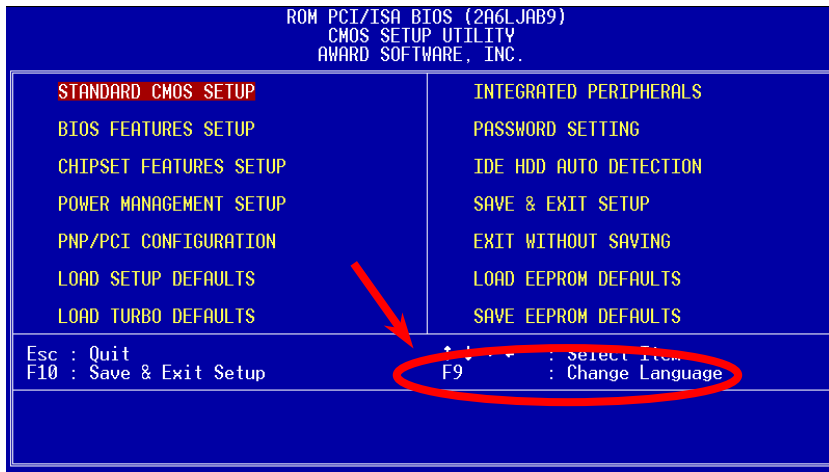 ROM PCI/ISA BIOS (2A6LJAB9)
CMOS SETUP UTILITY
AWARD SOFTWARE, INC.
STANDARD CMOS SETUP
BIOS FEATURES SETUP
CHIPSET FEATURES SETUP
POWER MANAGEMENT SETUP
PNP/PCI CONFIGURATION
LOAD SETUP DEFAULTS
LOAD TURBO DEFAULTS
INTEGRATED PERIPHERALS
PASSWORD SETTING
IDE HDD AUTO DETECTION
SAVE & EXIT SETUP
EXIT WITHOUT SAVING
LOAD EEPROM DEFAULTS
SAVE EEPROM DEFAULTS
Esc : Quit
F10 : Save & Exit Setup
↑ ↓ → ← : Select Item
F9 : Change Language